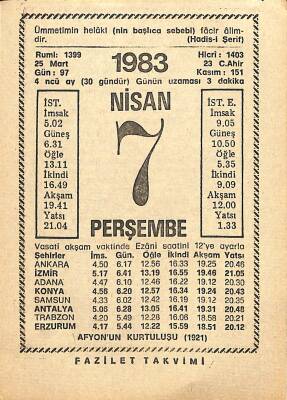 Ümmetimin helâki (nin başlıca sebebi) fâcir âlim-
dir. (Hadis-i Şerif)
Rumi: 1399 1983 Hicri: 1403
25 Mart 23 C.Ahir
Gün: 97 Kasım: 151
4 ncü ay (30 gündür) Günün uzaması 3 dakika
İST. NİSAN İST. E.
İmsak İmsak
5.02 9.05
Güneş Güneş
6.31 10.50
Öğle 7 Öğle
13.11 5.35
İkindi İkindi
16.49 9.09
Akşam Akşam
19.41 12.00
Yatsı Yatsı
21.04 PERŞEMBE 1.33
Vasati akşam vaktinde Ezâni saatini 12'ye ayarla
Şehirler İms. Gün. Öğle İkindi Akşam Yatsı
ANKARA 4.50 6.17 12.56 16.33 19.25 20.46
İZMİR 5.17 6.41 13.19 16.55 19.46 21.05
ADANA 4.47 6.10 12.46 16.22 19.12 20.30
KONYA 4.56 6.20 12.57 16.34 19.24 20.43
SAMSUN 4.33 6.02 12.42 16.19 19.12 20.35
ANTALYA 5.06 6.28 13.05 16.41 19.31 20.48
TRABZON 4.20 5.49 12.28 16.06 18.58 20.21
ERZURUM 4.17 5.44 12.22 15.59 18.51 20.12
AFYON'UN KURTULUŞU (1921)
FAZİLET TAKVİMİ